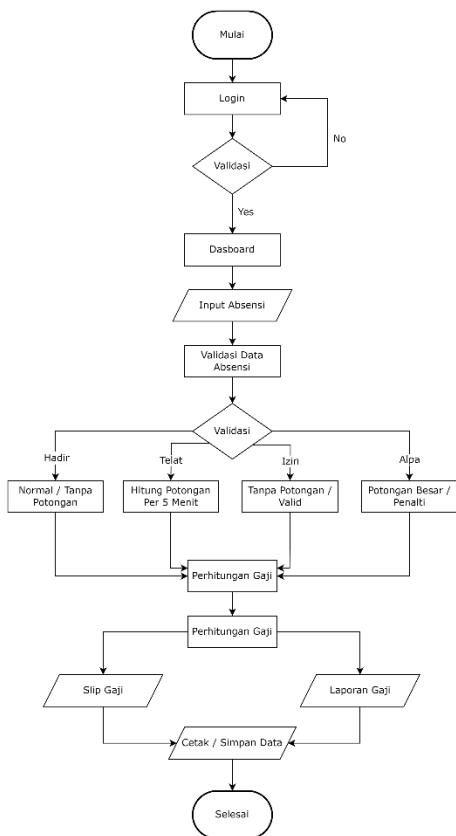 Mulai
Login
No
Validasi
Yes
Dasboard
Input Absensi
Validasi Data
Absensi
Validasi
Hadir
Telat
Izin
Alpa
Normal / Tanpa
Potongan
Hitung Potongan
Per 5 Menit
Tanpa Potongan /
Valid
Potongan Besar /
Penalti
Perhitungan Gaji
Perhitungan Gaji
Slip Gaji
Laporan Gaji
Cetak / Simpan Data
Selesai